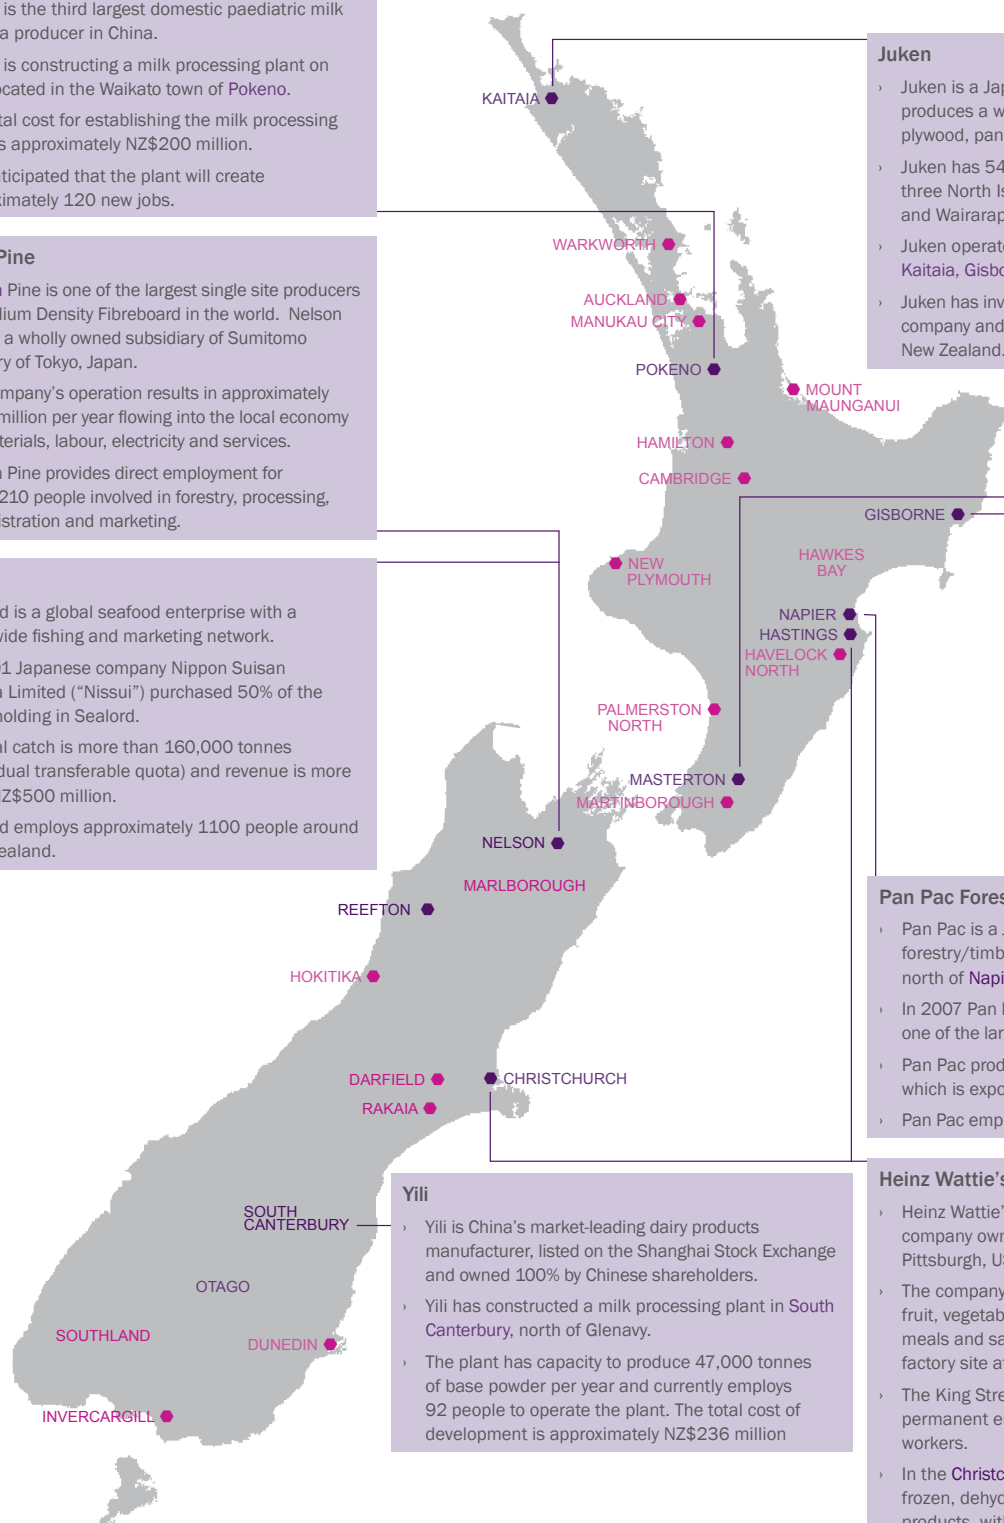 is the third largest domestic paediatric milk
a producer in China.
is constructing a milk processing plant on
ocated in the Waikato town of Pokeno.
tal cost for establishing the milk processing
s approximately NZ$200 million.
ticipated that the plant will create
kimately 120 new jobs.
Pine
Pine is one of the largest single site producers
lium Density Fibreboard in the world. Nelson
a wholly owned subsidiary of Sumitomo
ry of Tokyo, Japan.
mpany’s operation results in approximately
million per year flowing into the local economy
terials, labour, electricity and services.
Pine provides direct employment for
210 people involved in forestry, processing,
istration and marketing.
d is a global seafood enterprise with a
wide fishing and marketing network.
01 Japanese company Nippon Suisan
a Limited (“Nissui”) purchased 50% of the
holding in Sealord.
al catch is more than 160,000 tonnes
dual transferable quota) and revenue is more
NZ$500 million.
d employs approximately 1100 people around
ealand.
KAITAIA
WARKWORTH
AUCKLAND
MANUKAU CITY
POKENO
MOUNT
MAUNGANUI
HAMILTON
CAMBRIDGE
GISBORNE
HAWKES
BAY
NEW
PLYMOUTH
NAPIER
HASTINGS
HAVELOCK
NORTH
PALMERSTON
NORTH
MASTERTON
MARTINBOROUGH
NELSON
MARLBOROUGH
REEFTON
HOKITIKA
DARFIELD
CHRISTCHURCH
RAKAIA
SOUTH
CANTERBURY
OTAGO
SOUTHLAND
DUNEDIN
INVERCARGILL
Juken
› Juken is a Jap
produces a w
plywood, pan
› Juken has 54
three North Is
and Wairarap
› Juken operate
Kaitaia, Gisbo
› Juken has inv
company and
New Zealand.
Pan Pac Fores
› Pan Pac is a J
forestry/timb
north of Napi
› In 2007 Pan
one of the lar
› Pan Pac prod
which is expo
› Pan Pac emp
Yili
› Yili is China’s market-leading dairy products
manufacturer, listed on the Shanghai Stock Exchange
and owned 100% by Chinese shareholders.
› Yili has constructed a milk processing plant in South
Canterbury, north of Glenavy.
› The plant has capacity to produce 47,000 tonnes
of base powder per year and currently employs
92 people to operate the plant. The total cost of
development is approximately NZ$236 million
Heinz Wattie’s
› Heinz Wattie’
company own
Pittsburgh, US
› The company
fruit, vegetab
meals and sa
factory site a
› The King Stre
permanent e
workers.
› In the Christc
frozen, dehyd
products, wit